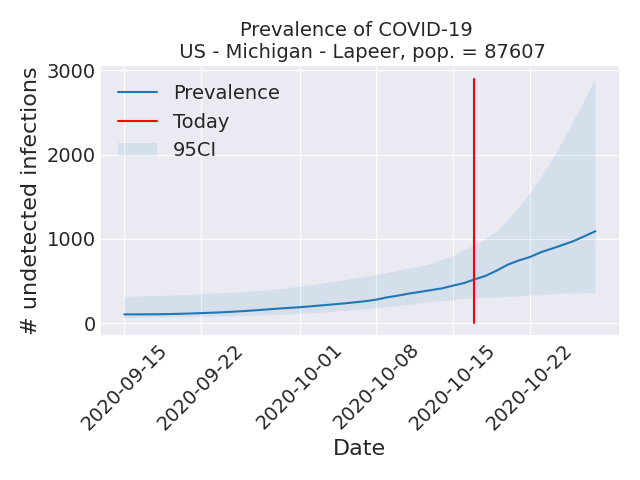 Prevalence of COVID-19
US - Michigan - Lapeer, pop. = 87607
# undetected infections
3000
2000
1000
0
Prevalence
Today
95CI
2020-09-15
2020-09-22
2020-10-01
2020-10-08
2020-10-15
2020-10-22
Date